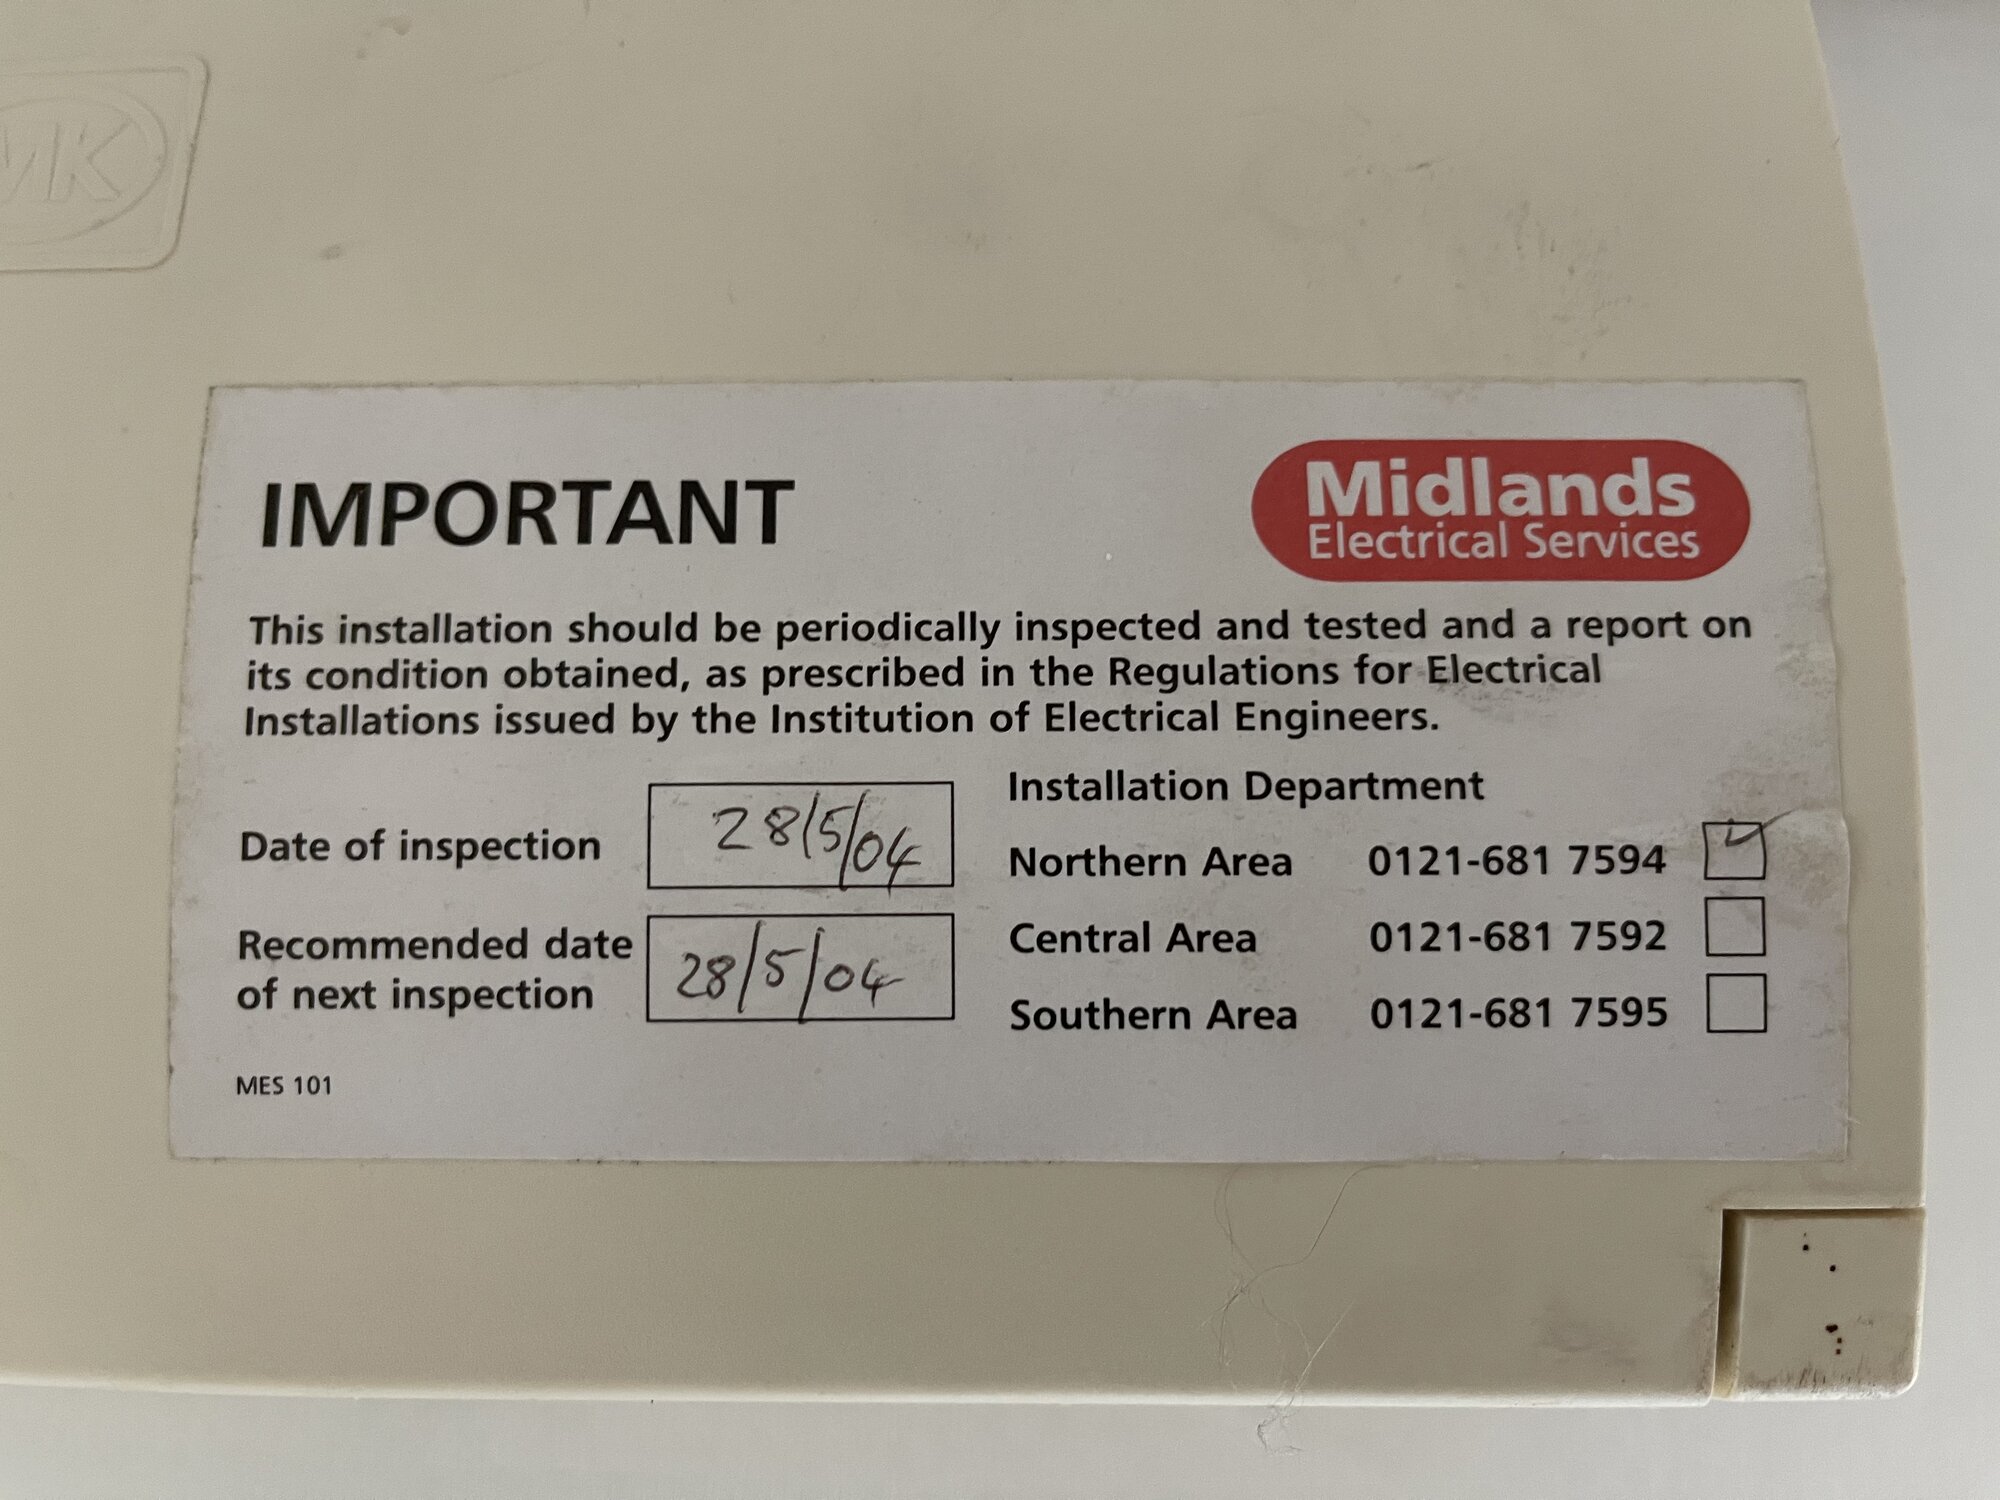 MK
IMPORTANT
Midlands
Electrical Services
This installation should be periodically inspected and tested and a report on
its condition obtained, as prescribed in the Regulations for Electrical
Installations issued by the Institution of Electrical Engineers.
Date of inspection 28/5/04
Recommended date
of next inspection 28/5/04
Installation Department
Northern Area 0121-681 7594
Central Area 0121-681 7592
Southern Area 0121-681 7595
MES 101